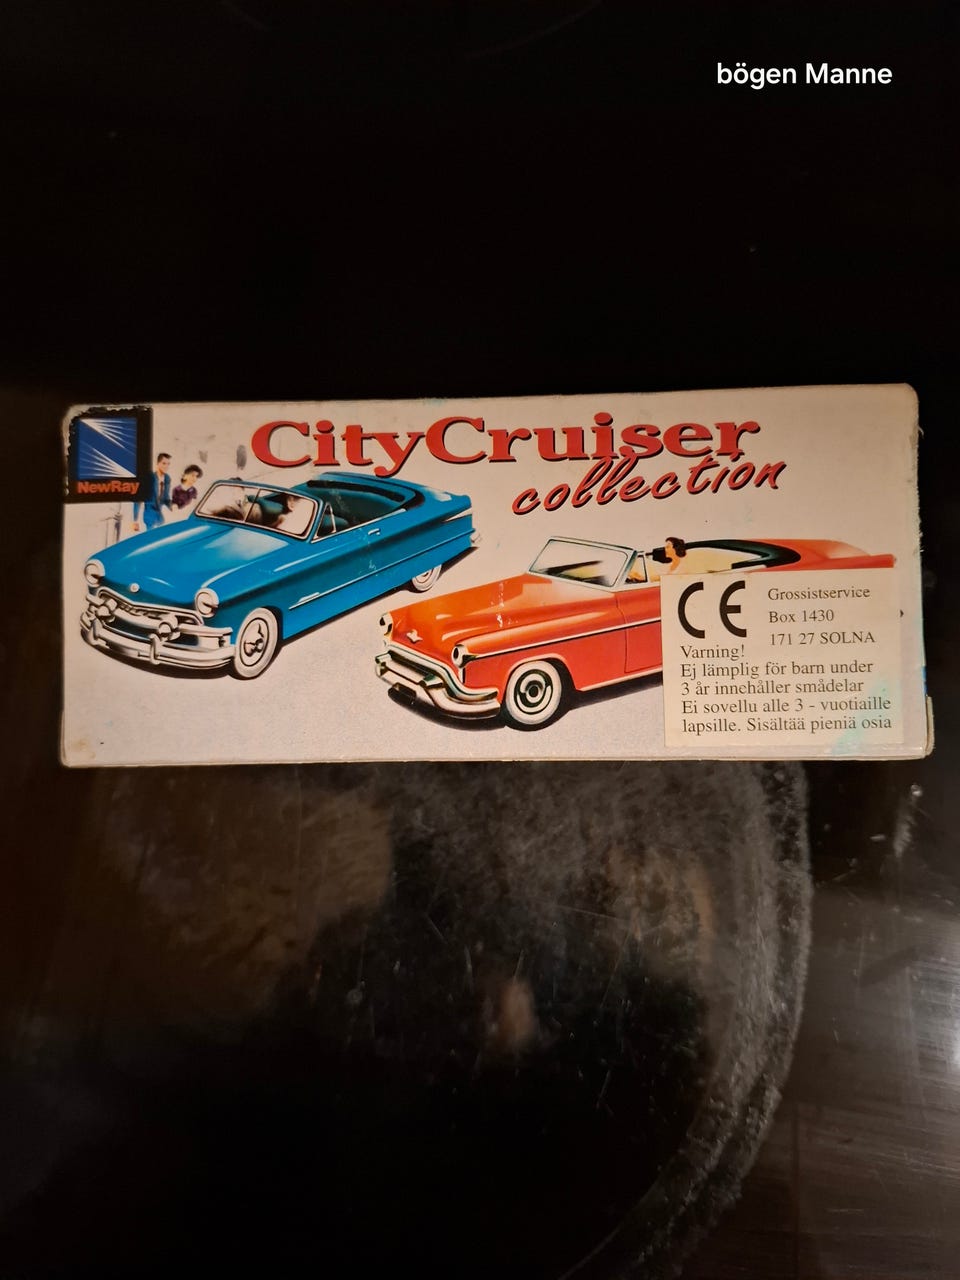 bögen Manne
NewRay
CityCruiser
collection
CE
Grossistservice
Box 1430
171 27 SOLNA
Varning!
Ej lämplig för barn under
3 år innehåller smådelar
Ei sovellu alle 3 - vuotiaille
lapsille. Sisältää pieniä osia